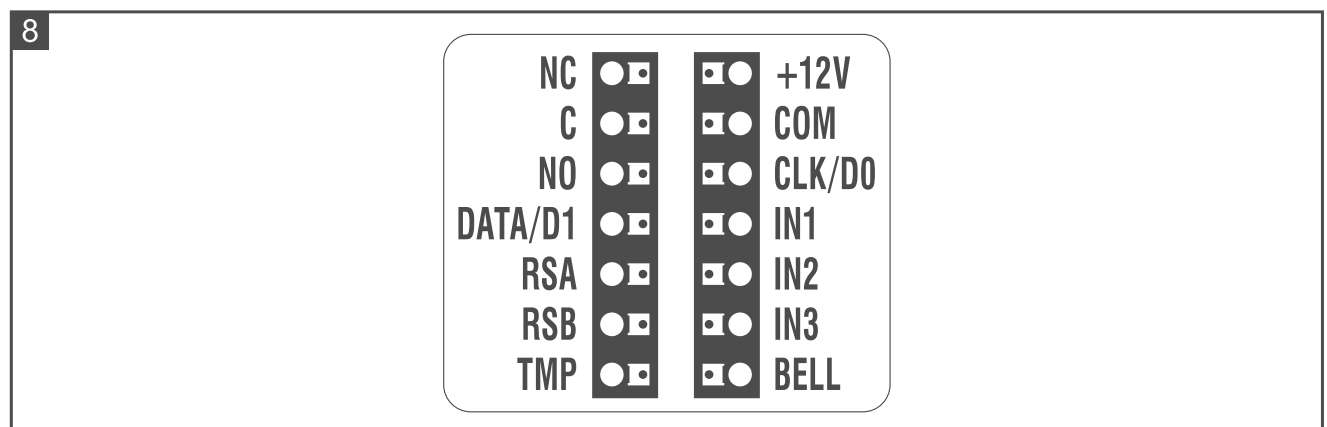 8
NC +12V
C COM
NO CLK/D0
DATA/D1 IN1
RSA IN2
RSB IN3
TMP BELL